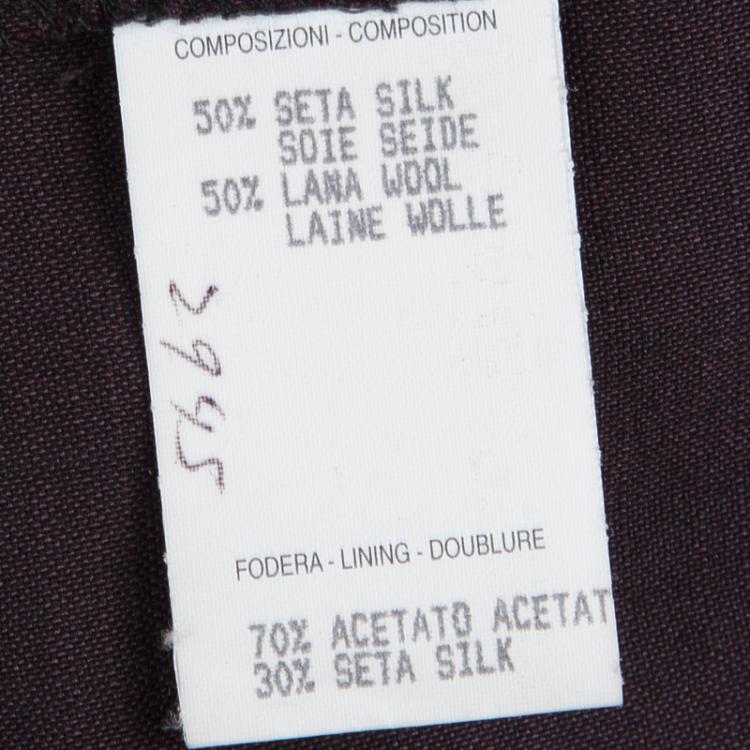 COMPOSIZIONI - COMPOSITION
50% SETA SILK
SOIE SEIDE
50% LANA WOOL
LAINE WOLLE
FODERA - LINING - DOUBLURE
70% ACETATO ACETAT
30% SETA SILK